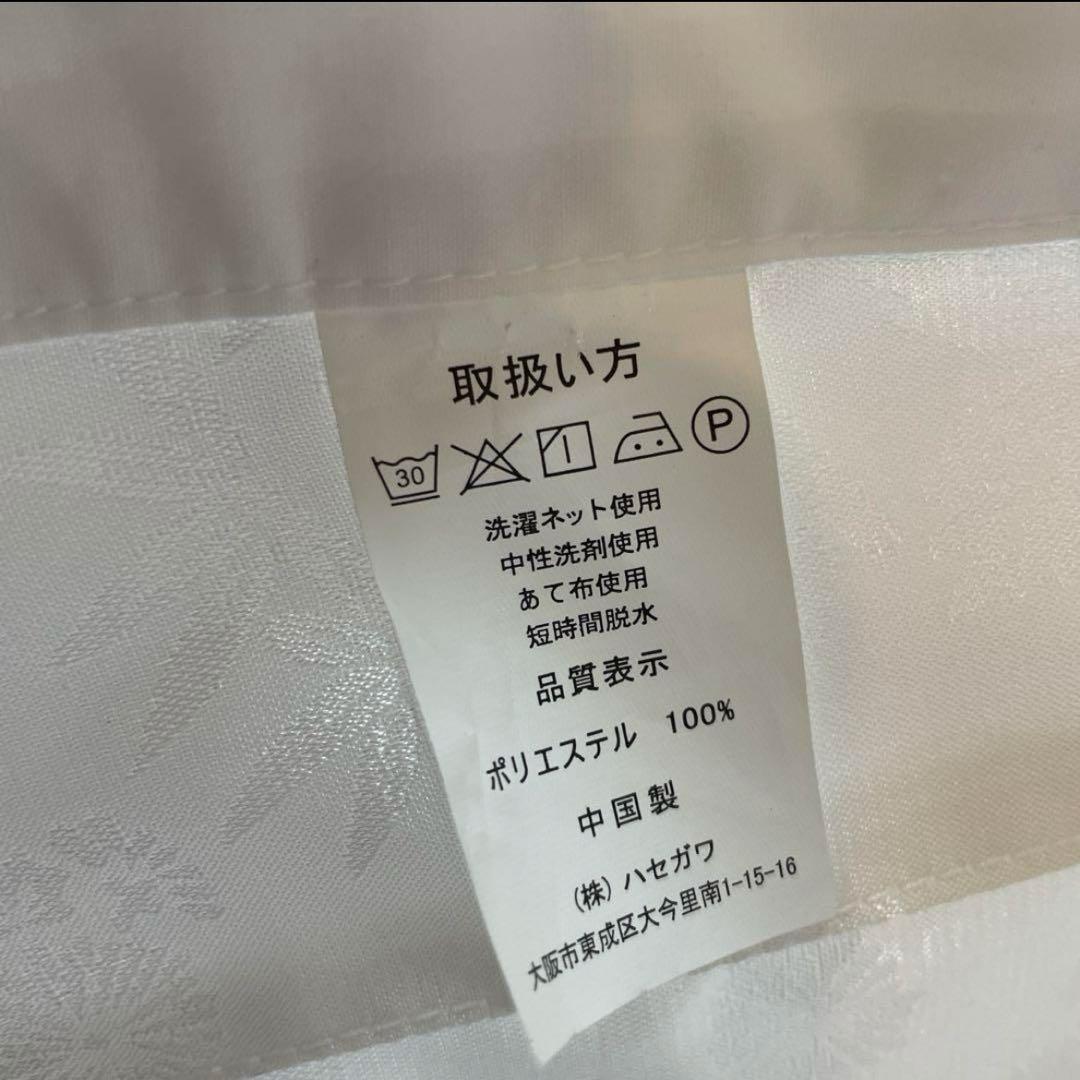 取扱い方
30 P
洗濯ネット使用
中性洗剤使用
あて布使用
短時間脱水
品質表示
ポリエステル 100%
中国製
(株)ハセガワ
大阪市東成区大今里南1-15-16